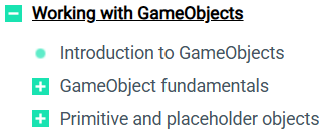 Working with GameObjects
Introduction to GameObjects
GameObject fundamentals
Primitive and placeholder objects